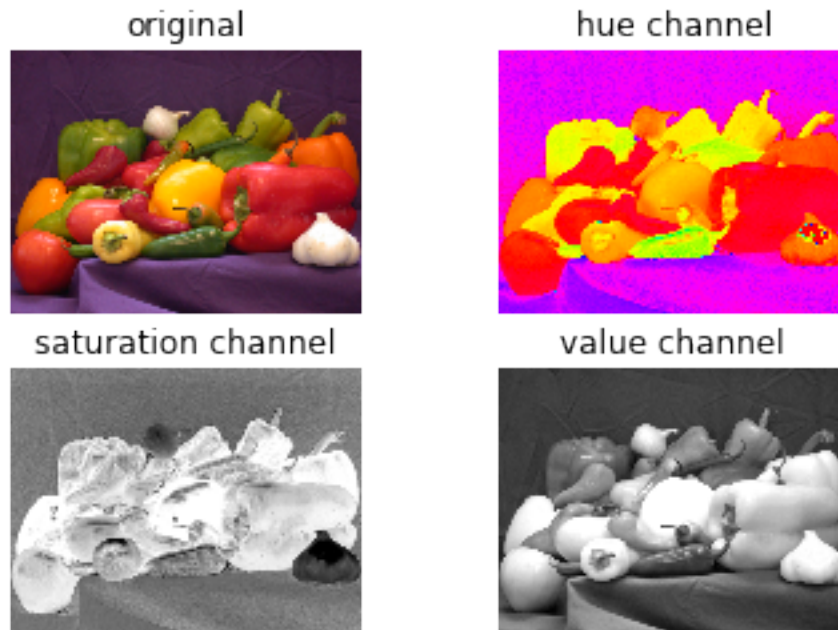 original
hue channel
saturation channel
value channel